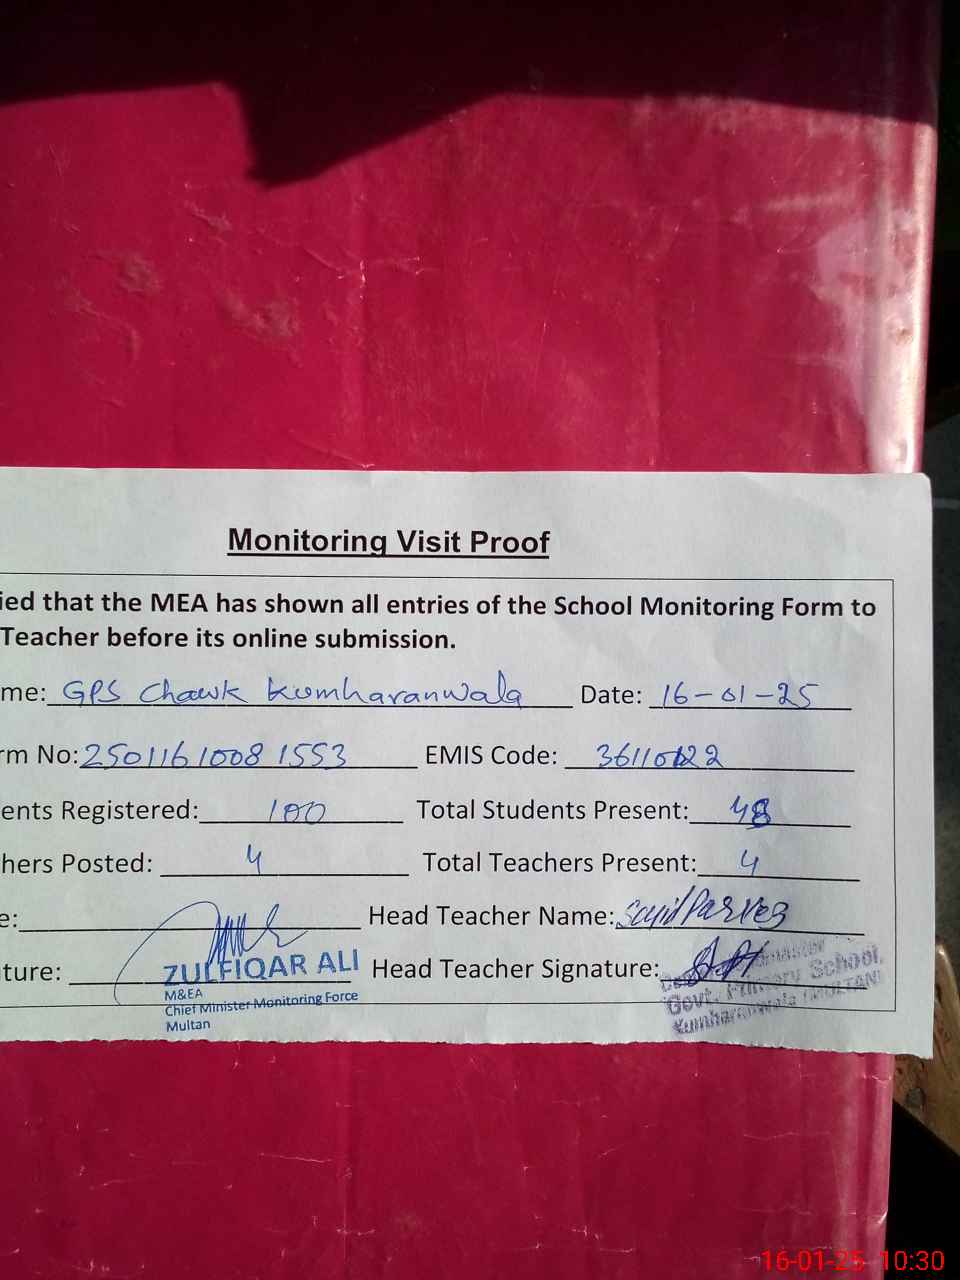 Monitoring Visit Proof
ied that the MEA has shown all entries of the School Monitoring Form to
Teacher before its online submission.
me: GPS Chawk Kumharanwala Date: 16-01-25
rm No: 25011610081553 EMIS Code: 36110122
ents Registered: 100 Total Students Present: 48
hers Posted: 4 Total Teachers Present: 4
e: Head Teacher Name: Sajid Parvez
ture: Head Teacher Signature:
ZULFIQAR ALI
M&EA
Chief Minister Monitoring Force
Multan
Govt. Primary School,
Kumharanwala (MULTAN)
16-01-25 10:30